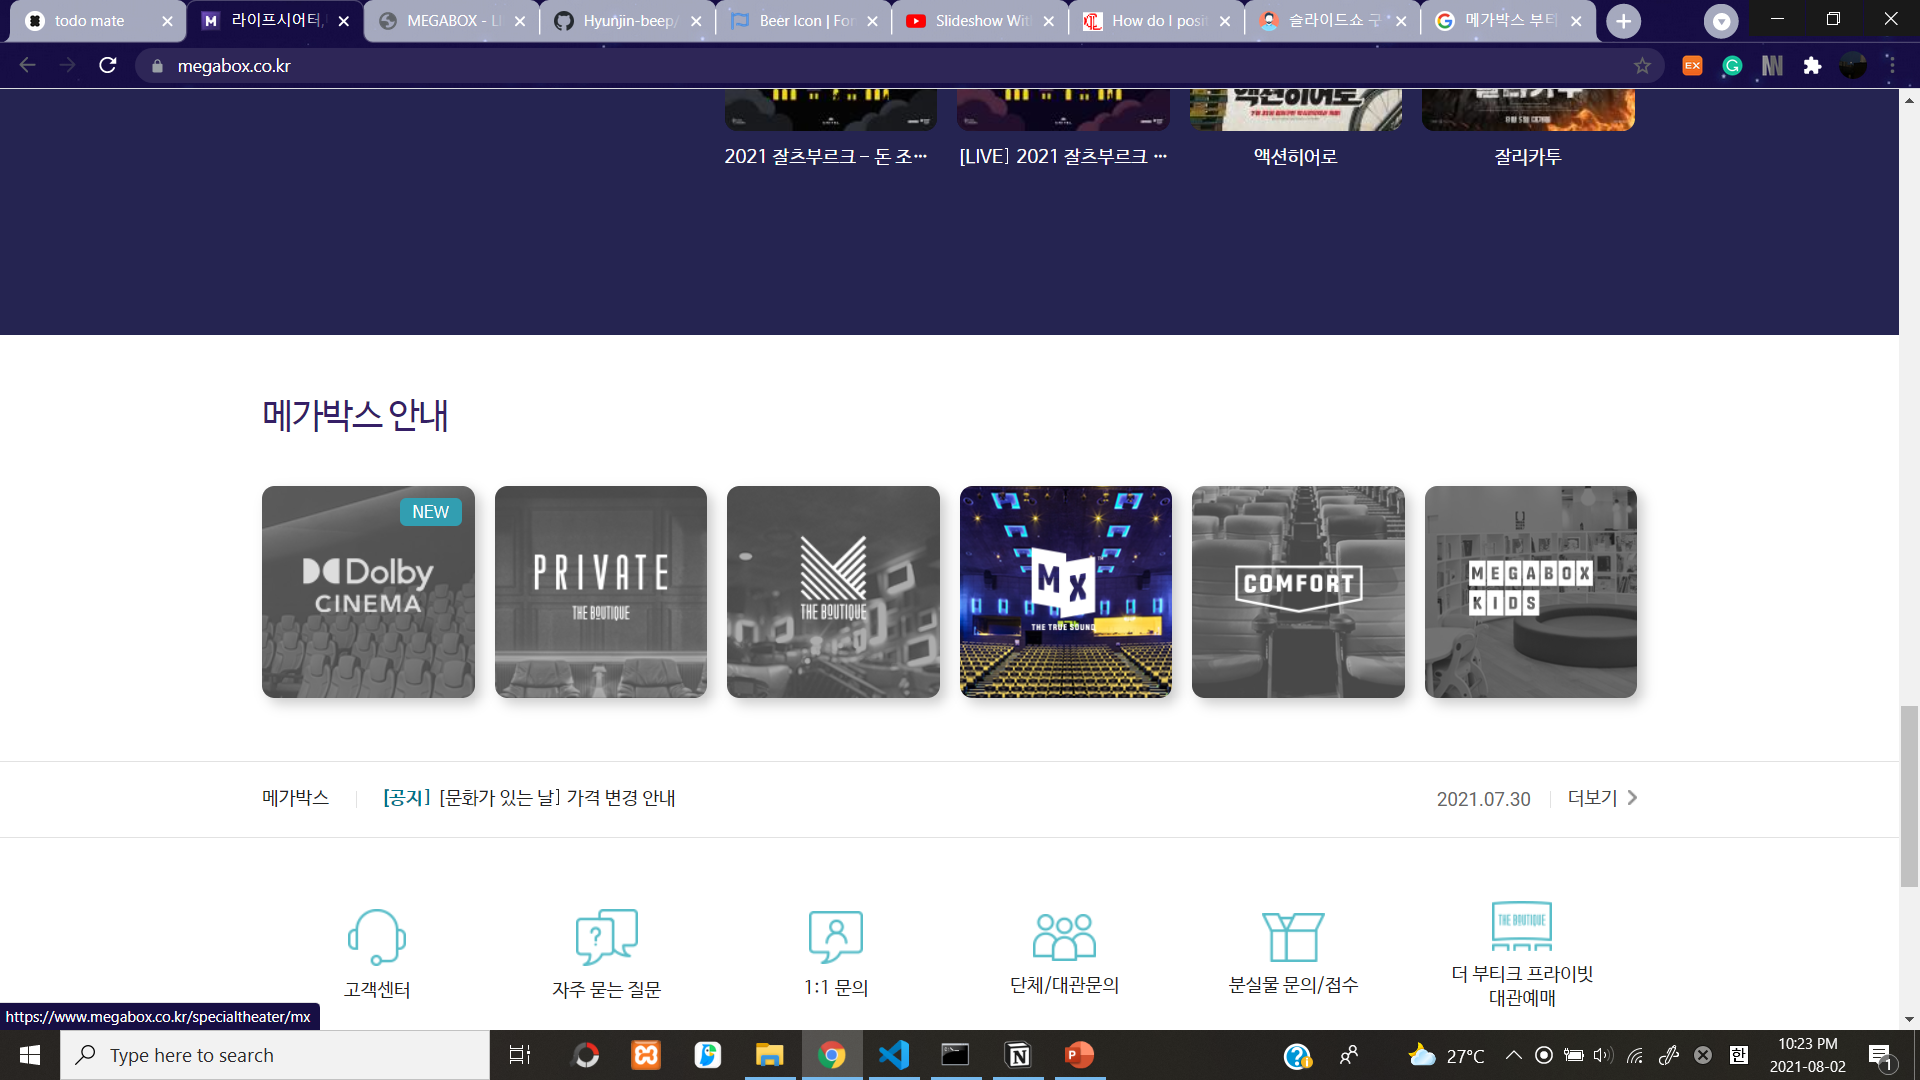 todo mate
라이프시어터,
MEGABOX - LI
Hyunjin-beep/
Beer Icon | Fon
Slideshow Wit
How do I posit
슬라이드쇼 구
메가박스 부티
megabox.co.kr
액션히어로
2021 잘츠부르크 - 돈 조…
[LIVE] 2021 잘츠부르크 …
액션히어로
잘리카투
메가박스 안내
NEW
Dolby
CINEMA
PRIVATE
THE BOUTIQUE
THE BOUTIQUE
MX
THE TRUE SOUND
COMFORT
MEGABOX
KIDS
메가박스
[공지] [문화가 있는 날] 가격 변경 안내
2021.07.30
더보기
고객센터
자주 묻는 질문
1:1 문의
단체/대관문의
분실물 문의/접수
THE BOUTIQUE
더 부티크 프라이빗
대관예매
https://www.megabox.co.kr/specialtheater/mx
Type here to search
27°C
한
10:23 PM
2021-08-02
1